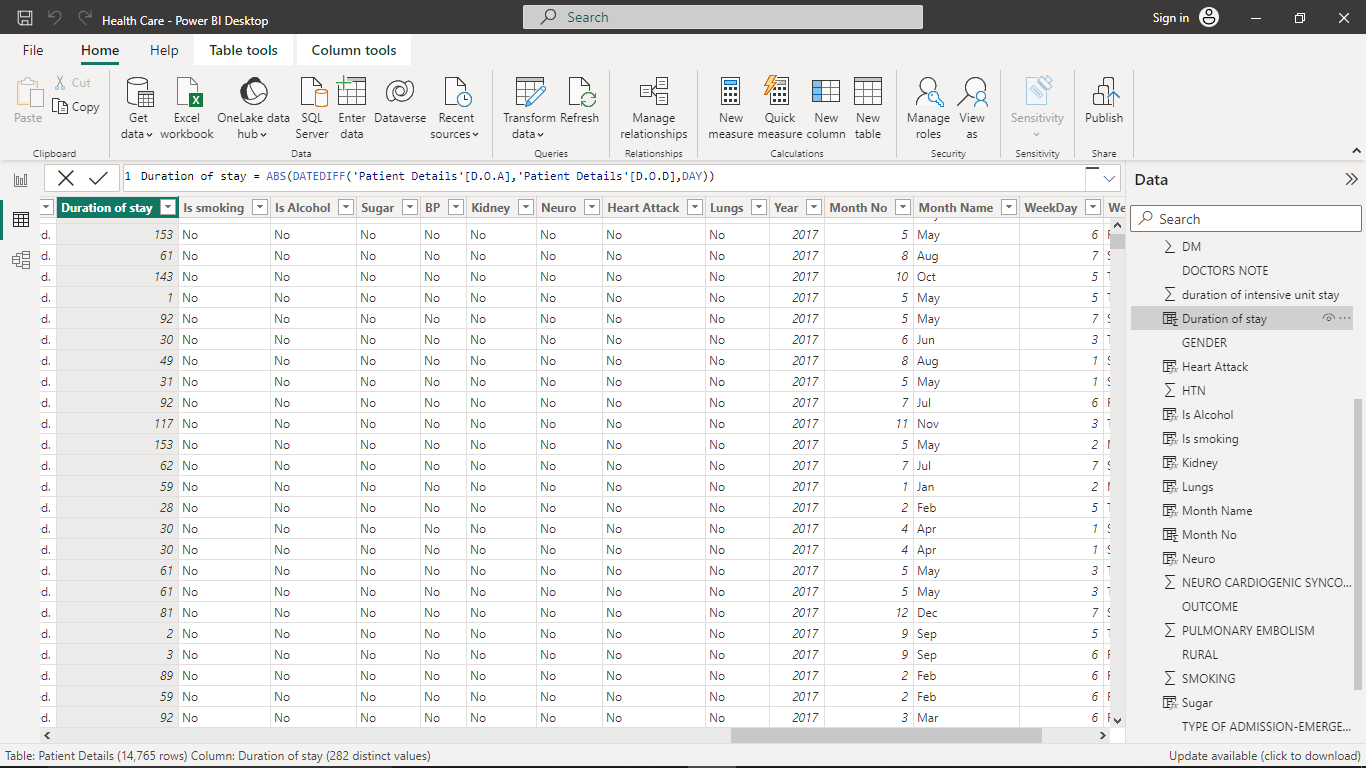 Health Care - Power BI Desktop
Search
Sign in
File Home Help Table tools Column tools
Paste
Cut
Copy
Get data
Excel workbook
OneLake data hub
SQL Server
Enter data
Dataverse
Recent sources
Transform data
Refresh
Manage relationships
New measure
Quick measure
New column
New table
Manage roles
View as
Sensitivity
Publish
Clipboard Data Queries Relationships Calculations Security Sensitivity Share
1 Duration of stay = ABS(DATEDIFF('Patient Details'[D.O.A],'Patient Details'[D.O.D],DAY))
Duration of stay Is smoking Is Alcohol Sugar BP Kidney Neuro Heart Attack Lungs Year Month No Month Name WeekDay We
d. 153 No No No No No No No No 2017 5 May 6
d. 61 No No No No No No No No 2017 8 Aug 7
d. 143 No No No No No No No No 2017 10 Oct 5
d. 1 No No No No No No No No 2017 5 May 5
d. 92 No No No No No No No No 2017 5 May 7
d. 30 No No No No No No No No 2017 6 Jun 3
d. 49 No No No No No No No No 2017 8 Aug 1
d. 31 No No No No No No No No 2017 5 May 1
d. 92 No No No No No No No No 2017 7 Jul 6
d. 117 No No No No No No No No 2017 11 Nov 3
d. 153 No No No No No No No No 2017 5 May 2
d. 62 No No No No No No No No 2017 7 Jul 7
d. 59 No No No No No No No No 2017 1 Jan 2
d. 28 No No No No No No No No 2017 2 Feb 5
d. 30 No No No No No No No No 2017 4 Apr 1
d. 30 No No No No No No No No 2017 4 Apr 1
d. 61 No No No No No No No No 2017 5 May 3
d. 61 No No No No No No No No 2017 5 May 3
d. 81 No No No No No No No No 2017 12 Dec 7
d. 2 No No No No No No No No 2017 9 Sep 5
d. 3 No No No No No No No No 2017 9 Sep 6
d. 89 No No No No No No No No 2017 2 Feb 6
d. 59 No No No No No No No No 2017 2 Feb 6
d. 92 No No No No No No No No 2017 3 Mar 6
Data
Search
DM
DOCTORS NOTE
duration of intensive unit stay
Duration of stay
GENDER
Heart Attack
HTN
Is Alcohol
Is smoking
Kidney
Lungs
Month Name
Month No
Neuro
NEURO CARDIOGENIC SYNCO...
OUTCOME
PULMONARY EMBOLISM
RURAL
SMOKING
Sugar
TYPE OF ADMISSION-EMERGE...
Table: Patient Details (14,765 rows) Column: Duration of stay (282 distinct values)
Update available (click to download)